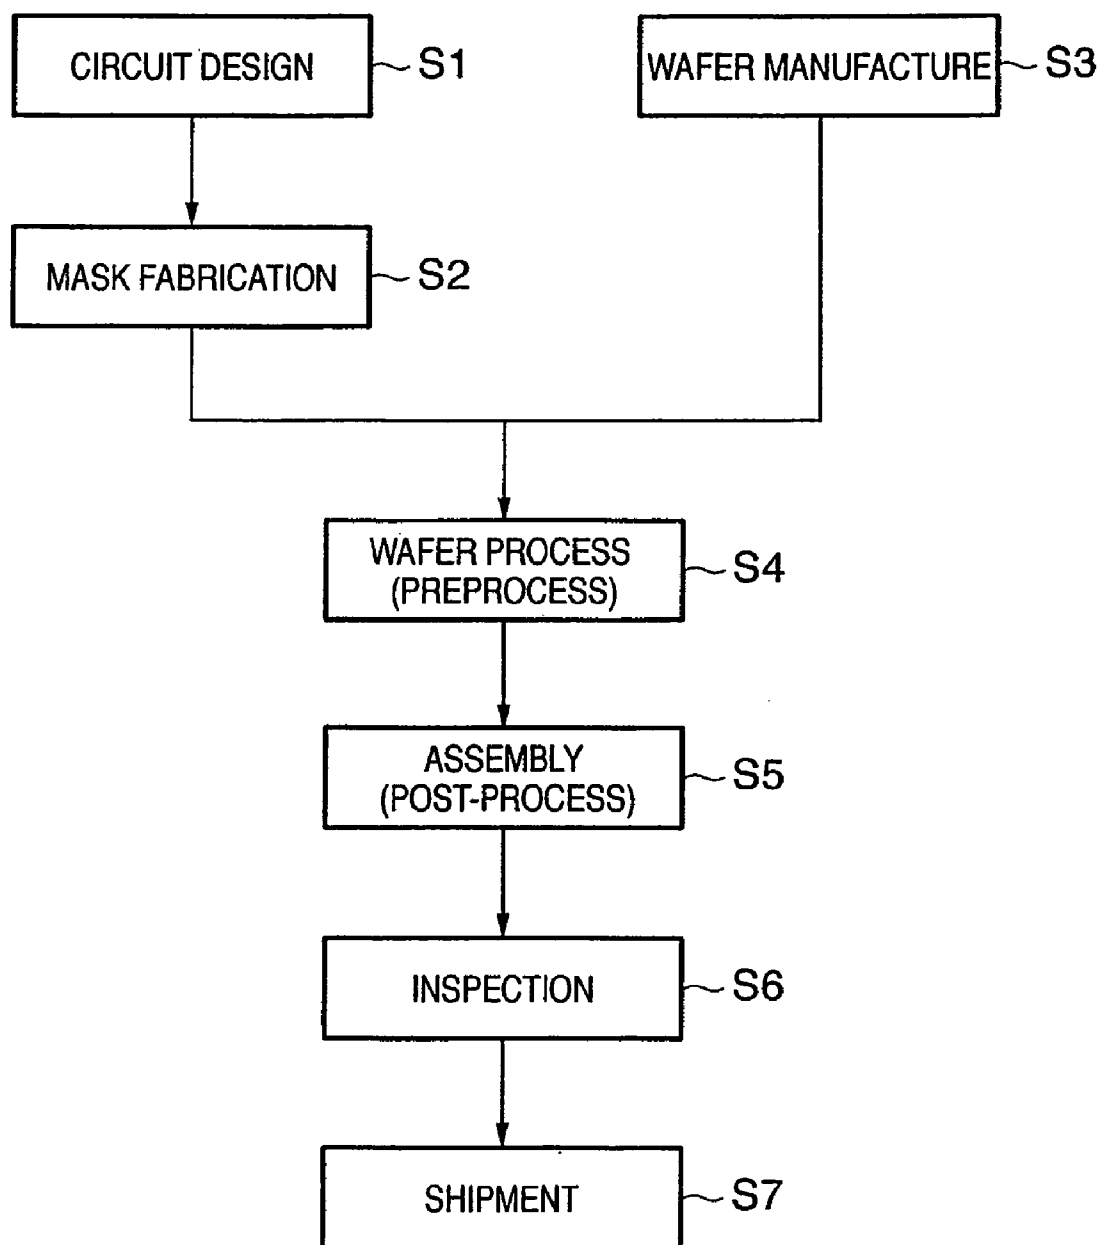 CIRCUIT DESIGN
S1
WAFER MANUFACTURE
S3
MASK FABRICATION
S2
WAFER PROCESS
(PREPROCESS)
S4
ASSEMBLY
(POST-PROCESS)
S5
INSPECTION
S6
SHIPMENT
S7